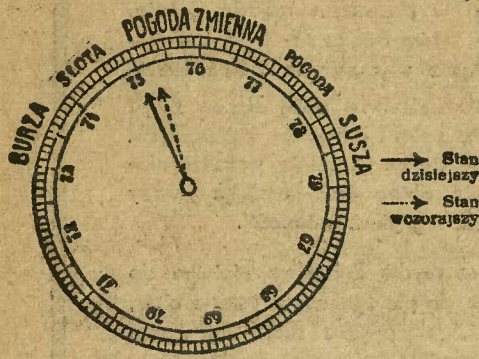 BURZA
SŁOTA
POGODA ZMIENNA
POGODA
SUSZA
73
74
75
76
77
78
79
67
68
69
70
71
72
Stan
dzisiejszy
Stan
wczorajszy